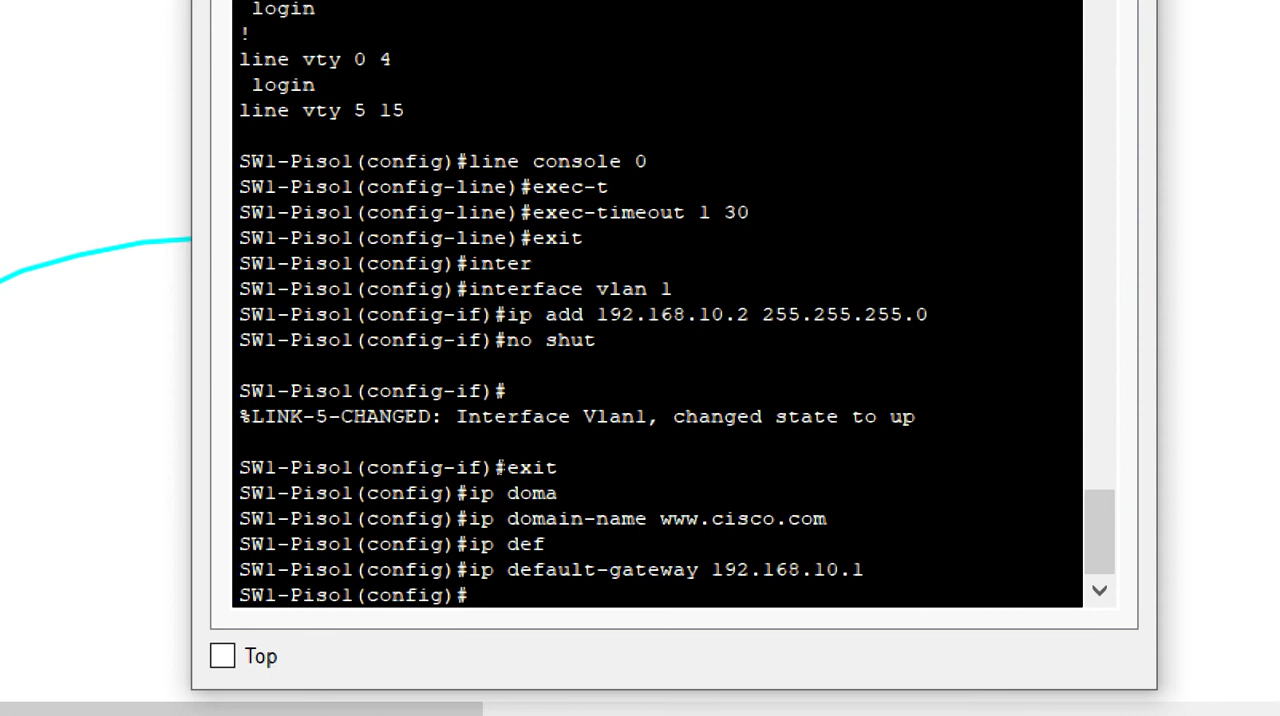 login
!
line vty 0 4
login
line vty 5 15
SW1-Pisol(config)#line console 0
SW1-Pisol(config-line)#exec-t
SW1-Pisol(config-line)#exec-timeout 1 30
SW1-Pisol(config-line)#exit
SW1-Pisol(config)#inter
SW1-Pisol(config)#interface vlan 1
SW1-Pisol(config-if)#ip add 192.168.10.2 255.255.255.0
SW1-Pisol(config-if)#no shut
SW1-Pisol(config-if)#
%LINK-5-CHANGED: Interface Vlan1, changed state to up
SW1-Pisol(config-if)#exit
SW1-Pisol(config)#ip doma
SW1-Pisol(config)#ip domain-name www.cisco.com
SW1-Pisol(config)#ip def
SW1-Pisol(config)#ip default-gateway 192.168.10.1
SW1-Pisol(config)#
Top